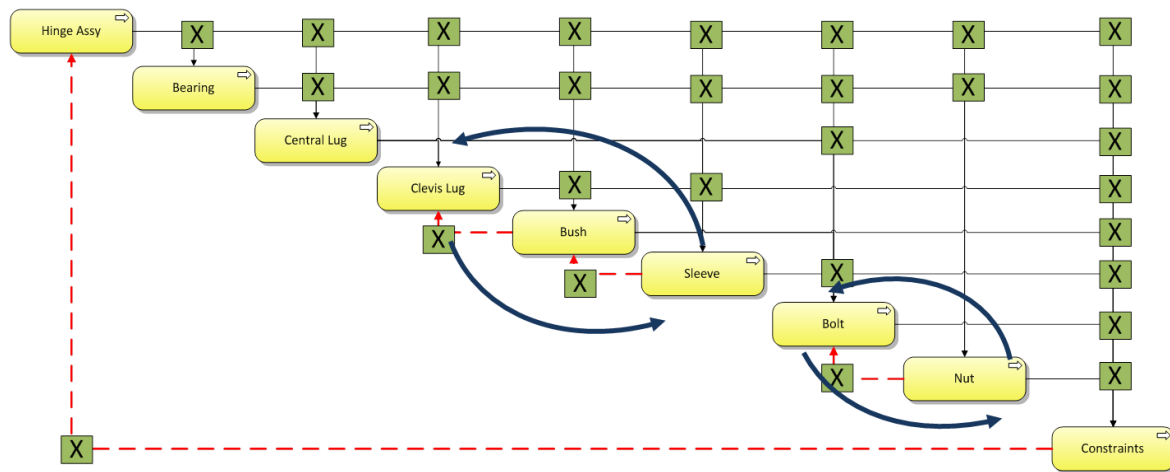 Hinge Assy X X X X X X X X
Bearing X X X X X X X
Central Lug X X
Clevis Lug X X X
X Bush X
X Sleeve X X
Bolt X
X Nut X
X Constraints